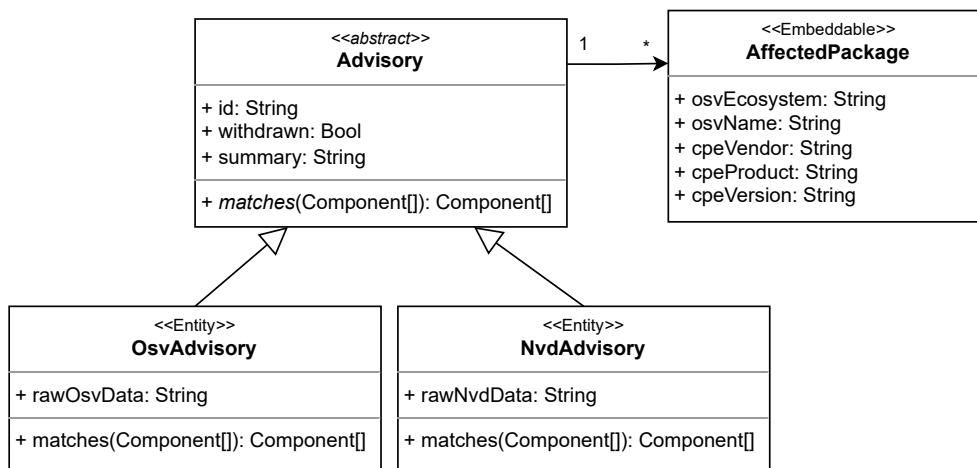 <<abstract>>
Advisory
+ id: String
+ withdrawn: Bool
+ summary: String
+ matches(Component[]): Component[]
1
*
<<Embeddable>>
AffectedPackage
+ osvEcosystem: String
+ osvName: String
+ cpeVendor: String
+ cpeProduct: String
+ cpeVersion: String
<<Entity>>
OsvAdvisory
+ rawOsvData: String
+ matches(Component[]): Component[]
<<Entity>>
NvdAdvisory
+ rawNvdData: String
+ matches(Component[]): Component[]